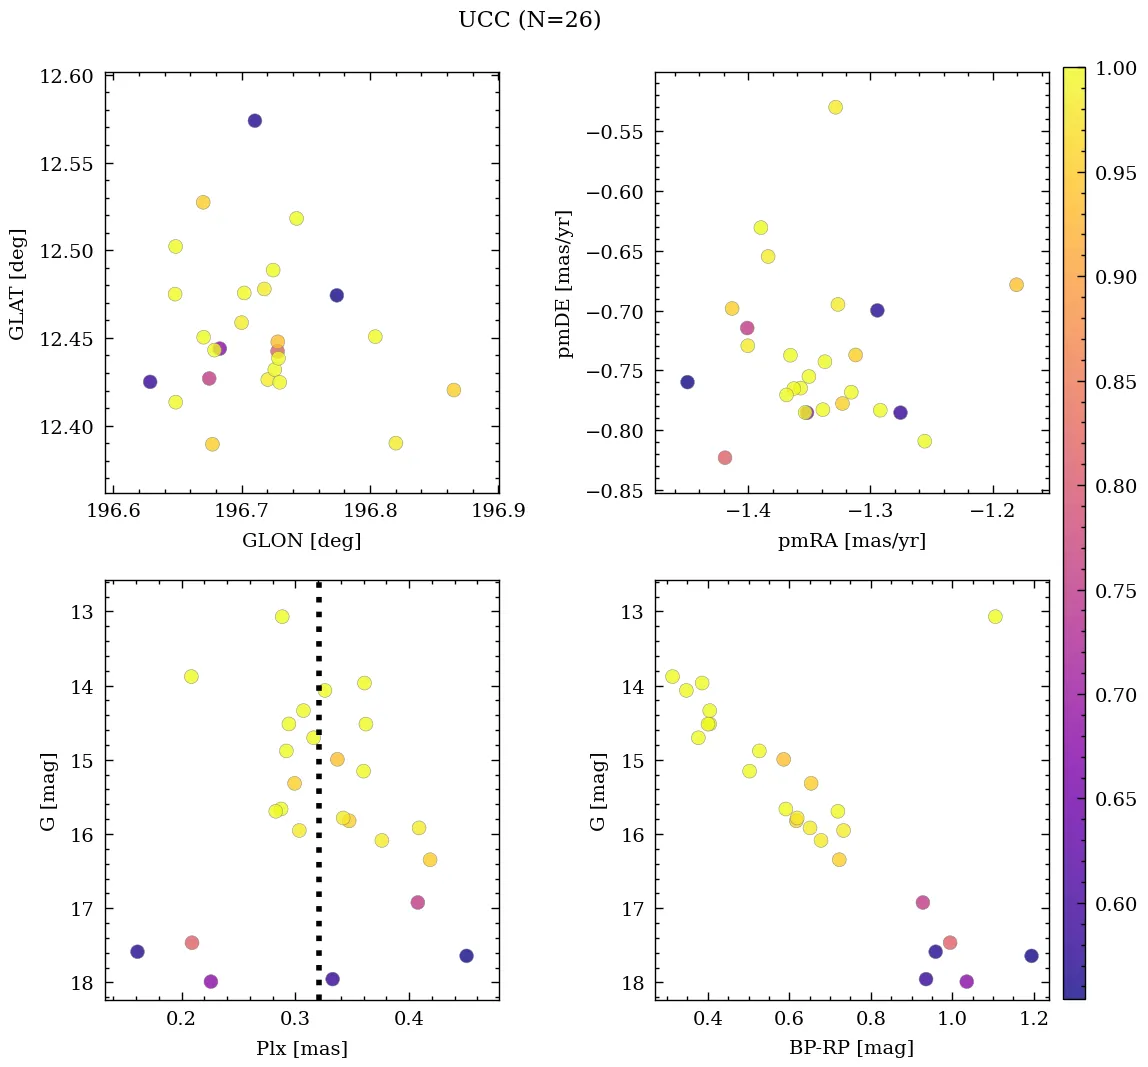 UCC (N=26)
12.60
12.55
12.50
12.45
12.40
GLAT [deg]
196.6 196.7 196.8 196.9
GLON [deg]
−0.55
−0.60
−0.65
−0.70
−0.75
−0.80
−0.85
pmDE [mas/yr]
−1.4 −1.3 −1.2
pmRA [mas/yr]
13
14
15
16
17
18
G [mag]
0.2 0.3 0.4
Plx [mas]
13
14
15
16
17
18
G [mag]
0.4 0.6 0.8 1.0 1.2
BP-RP [mag]
1.00
0.95
0.90
0.85
0.80
0.75
0.70
0.65
0.60